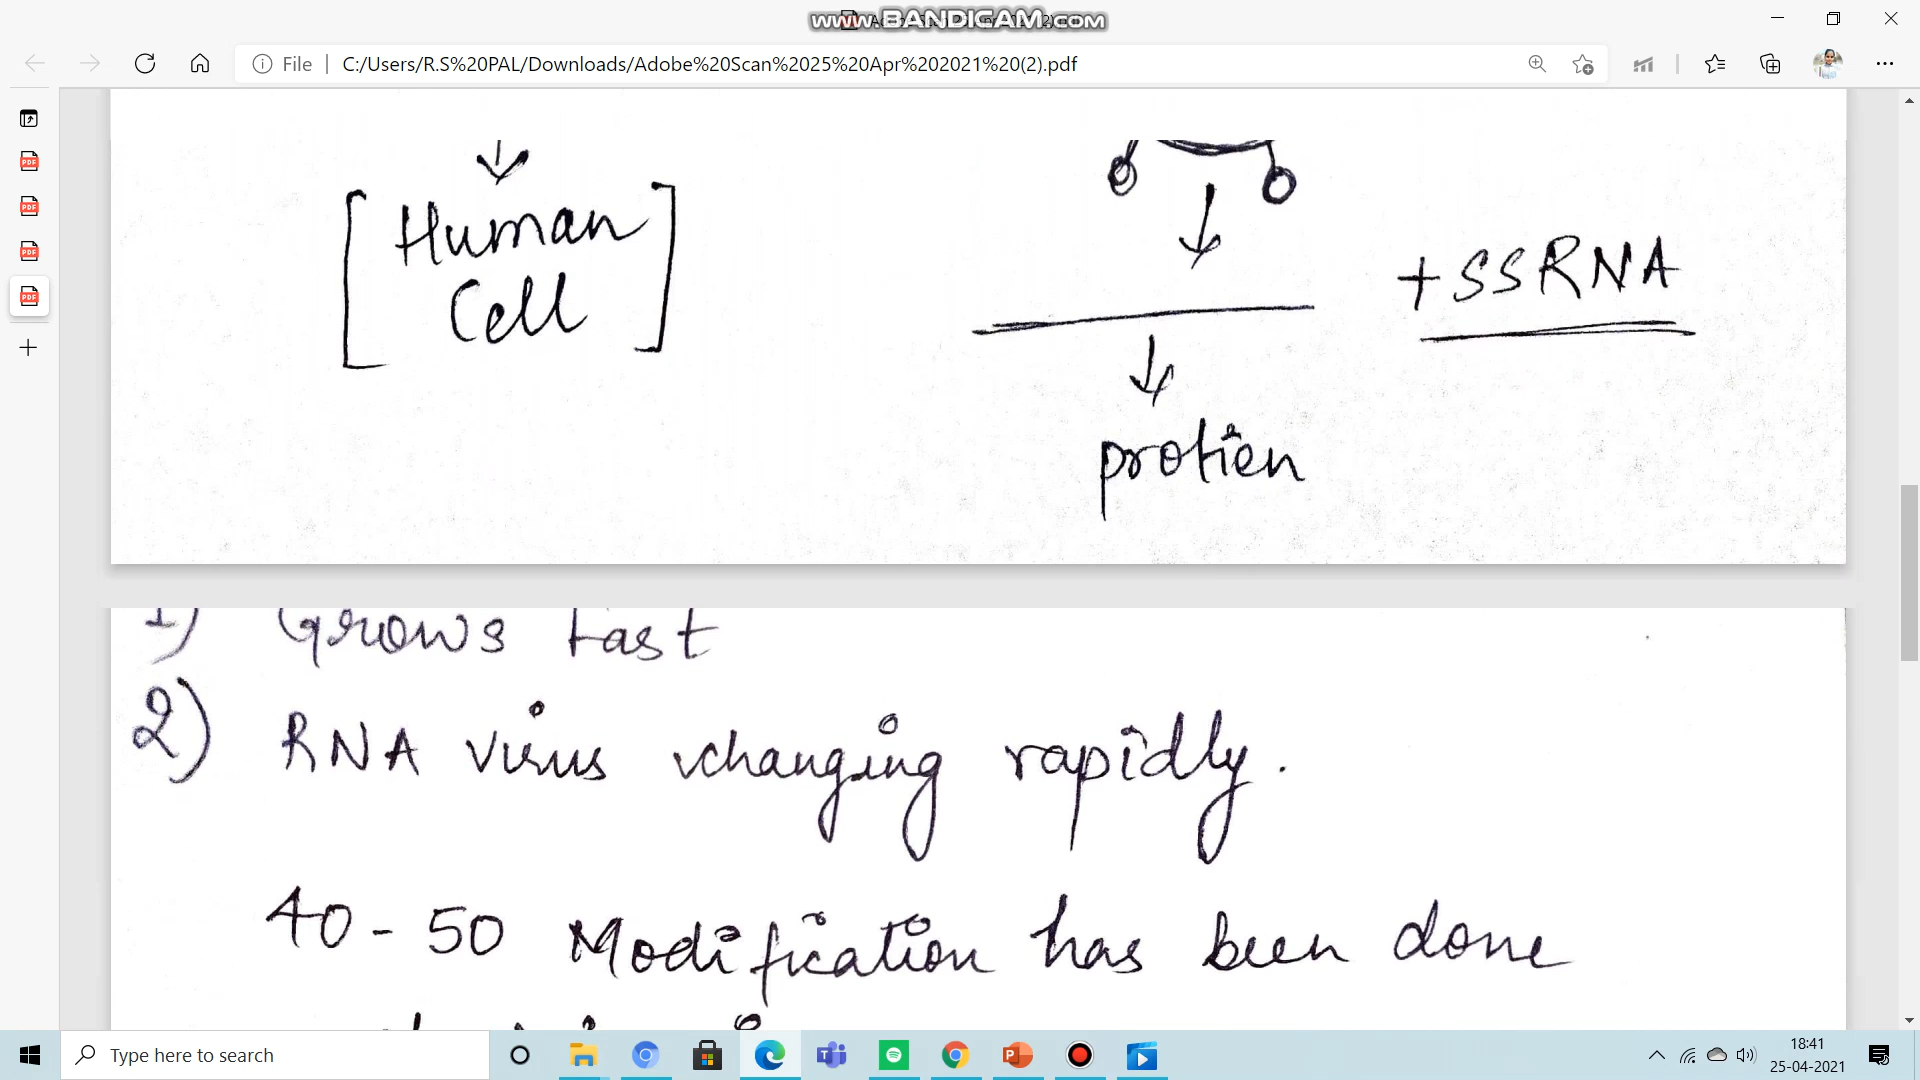 www.BANDICAM.com
File
C:/Users/R.S%20PAL/Downloads/Adobe%20Scan%2025%20Apr%202021%20(2).pdf
Human
Cell
+SSRNA
protien
1) Grows fast
2) RNA virus changing rapidly.
40 - 50 Modification has been done
Type here to search
18:41
25-04-2021